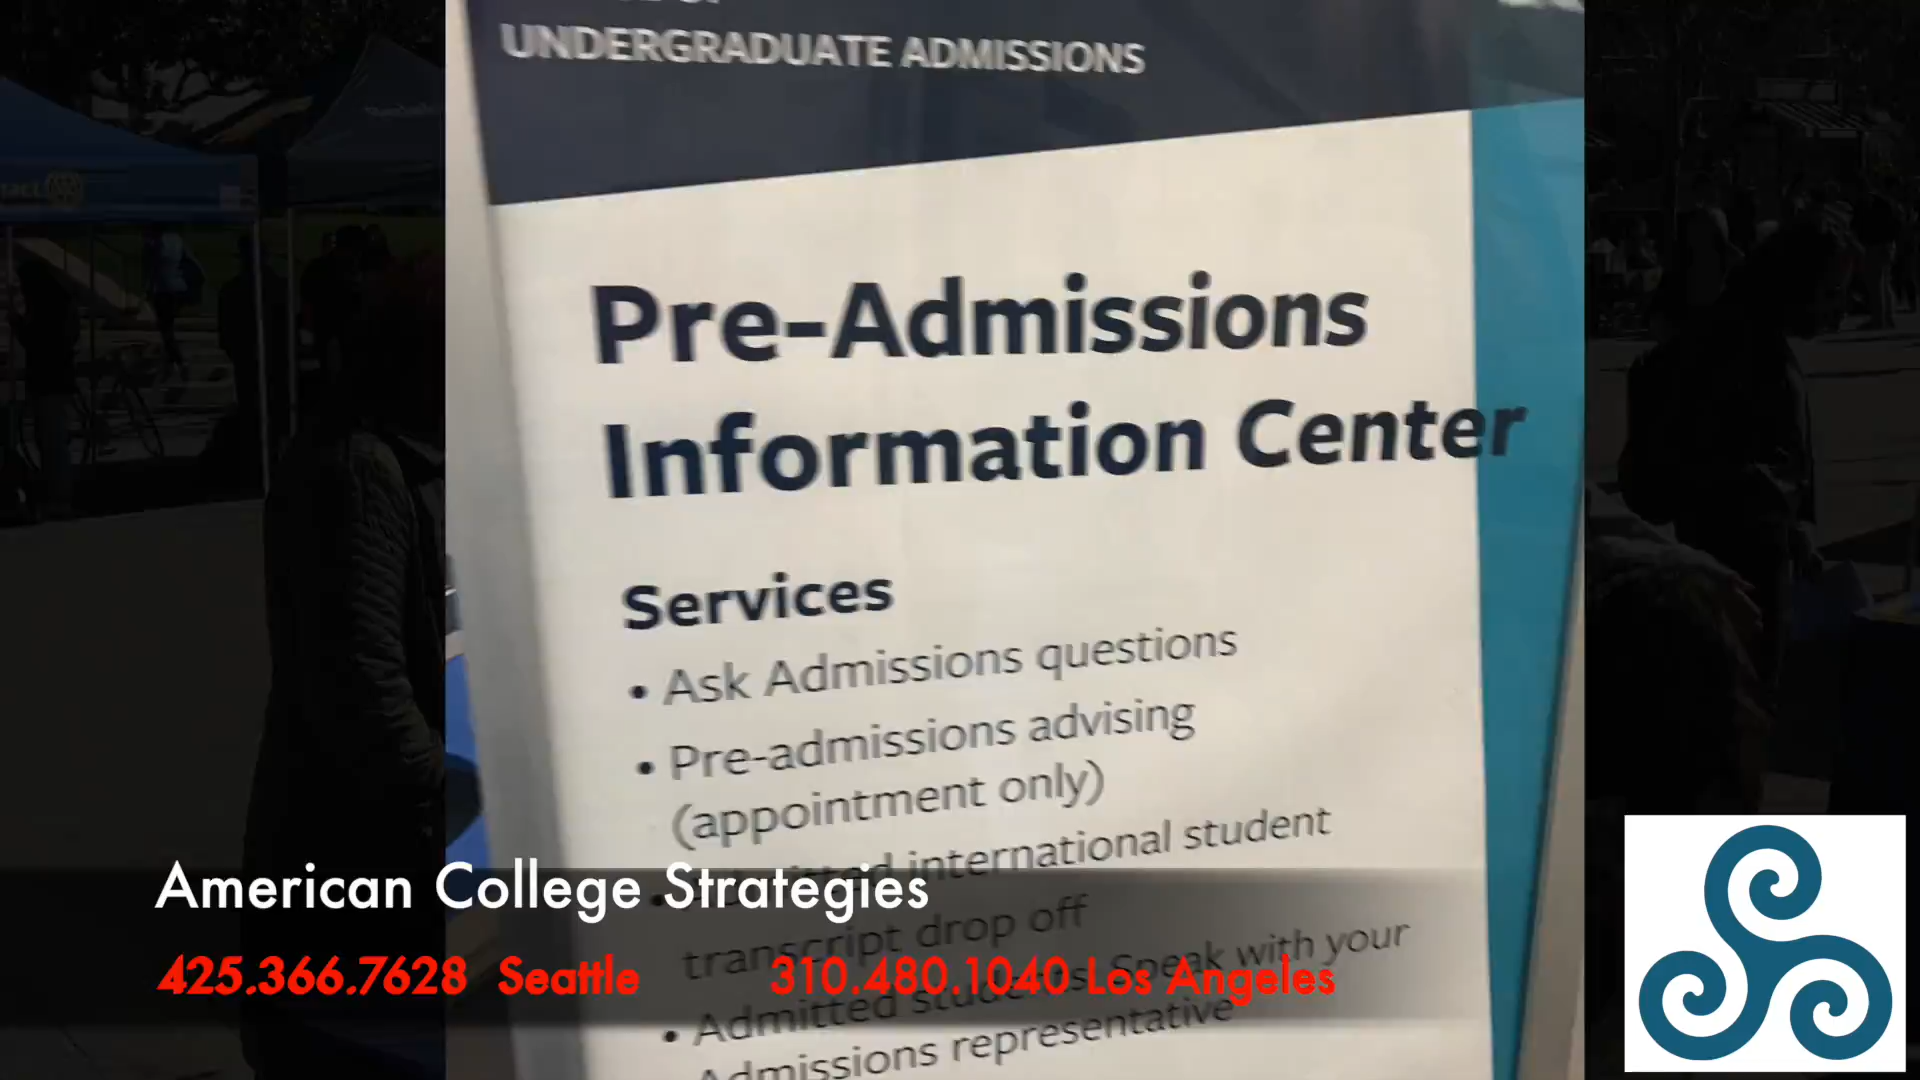 UNDERGRADUATE ADMISSIONS
Pre-Admissions
Information Center
Services
• Ask Admissions questions
• Pre-admissions advising
(appointment only)
• Admitted international student
transcript drop off
• Admitted students: Speak with your
Admissions representative
American College Strategies
425.366.7628 Seattle 310.480.1040 Los Angeles